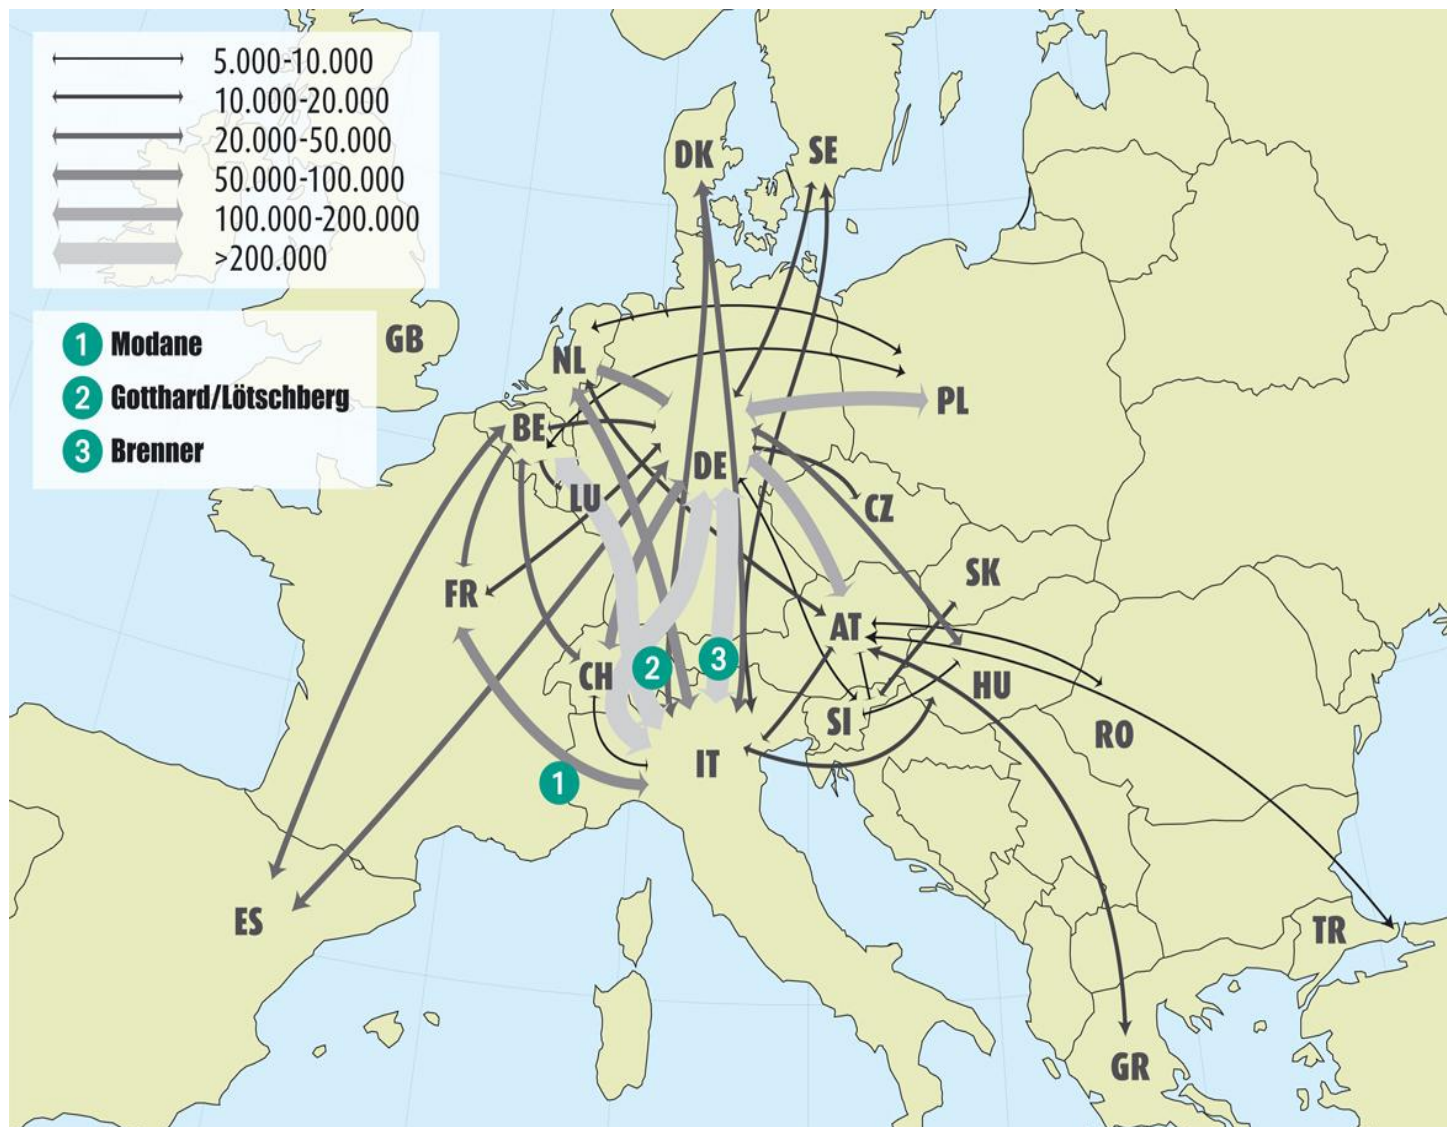 5.000-10.000
10.000-20.000
20.000-50.000
50.000-100.000
100.000-200.000
>200.000
1 Modane
2 Gotthard/Lötschberg
3 Brenner
DK
SE
GB
NL
PL
BE
DE
LU
CZ
SK
FR
AT
CH
2
3
HU
SI
RO
IT
1
ES
TR
GR